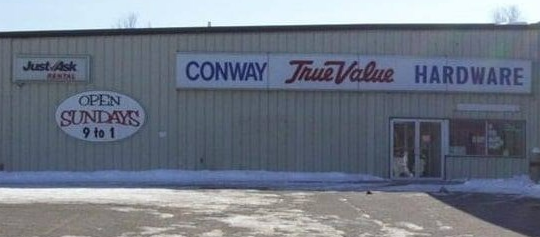 Just Ask
RENTAL
CONWAY True Value HARDWARE
OPEN
SUNDAYS
9 to 1